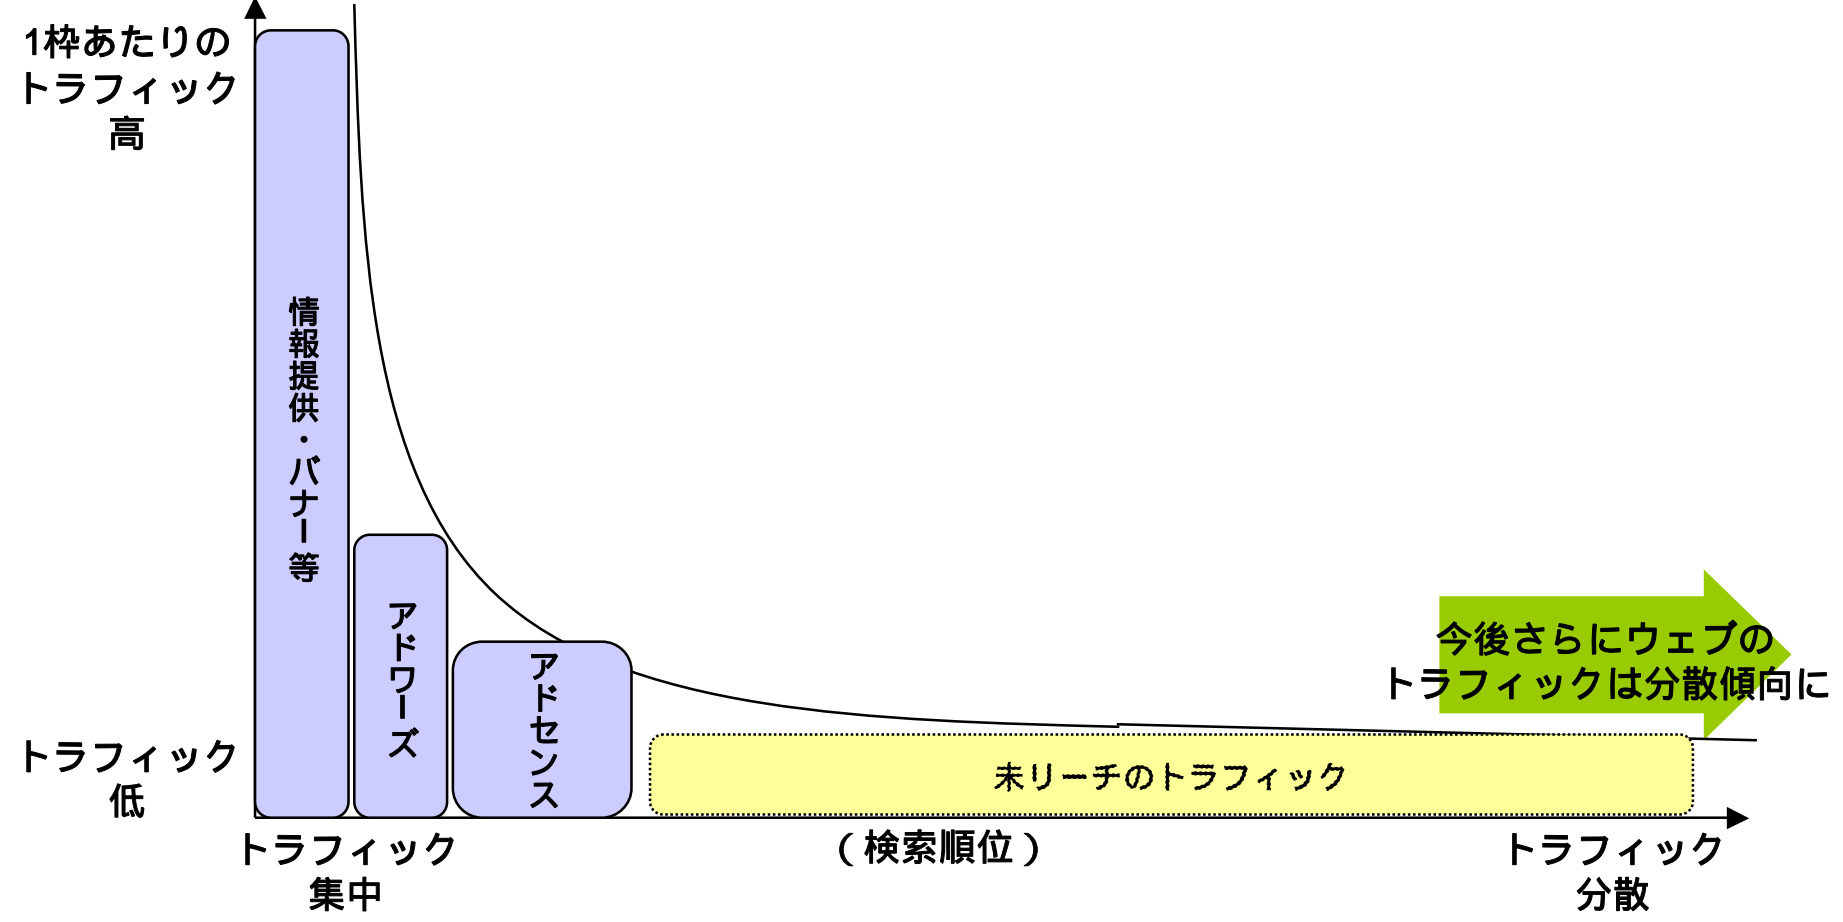 1枠あたりの
トラフィック
高
情報提供・バナー等
アドワーズ
アドセンス
今後さらにウェブの
トラフィックは分散傾向に
トラフィック
低
未リーチのトラフィック
トラフィック
集中
（検索順位）
トラフィック
分散